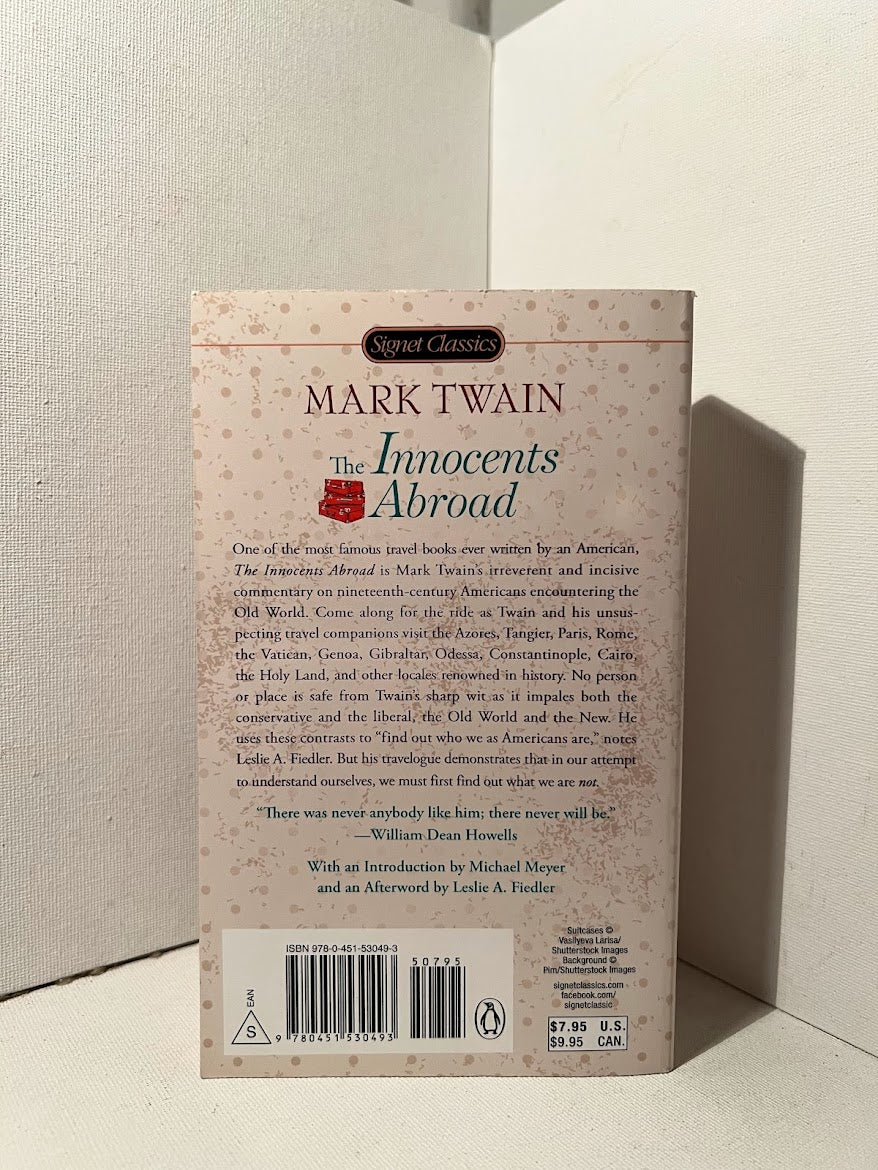 Signet Classics
MARK TWAIN
The Innocents
Abroad
One of the most famous travel books ever written by an American,
The Innocents Abroad is Mark Twain's irreverent and incisive
commentary on nineteenth-century Americans encountering the
Old World. Come along for the ride as Twain and his unsus-
pecting travel companions visit the Azores, Tangier, Paris, Rome,
the Vatican, Genoa, Gibraltar, Odessa, Constantinople, Cairo,
the Holy Land, and other locales renowned in history. No person
or place is safe from Twain's sharp wit as it impales both the
conservative and the liberal, the Old World and the New. He
uses these contrasts to “find out who we as Americans are,” notes
Leslie A. Fiedler. But his travelogue demonstrates that in our attempt
to understand ourselves, we must first find out what we are not.
“There was never anybody like him; there never will be.”
—William Dean Howells
With an Introduction by Michael Meyer
and an Afterword by Leslie A. Fiedler
ISBN 978-0-451-53049-3
50795
EAN
S
9 780451 530493
Suitcases ©
Vasilyeva Larisa/
Shutterstock Images
Background ©
Pim/Shutterstock Images
signetclassics.com
facebook.com/
signetclassic
$7.95 U.S.
$9.95 CAN.